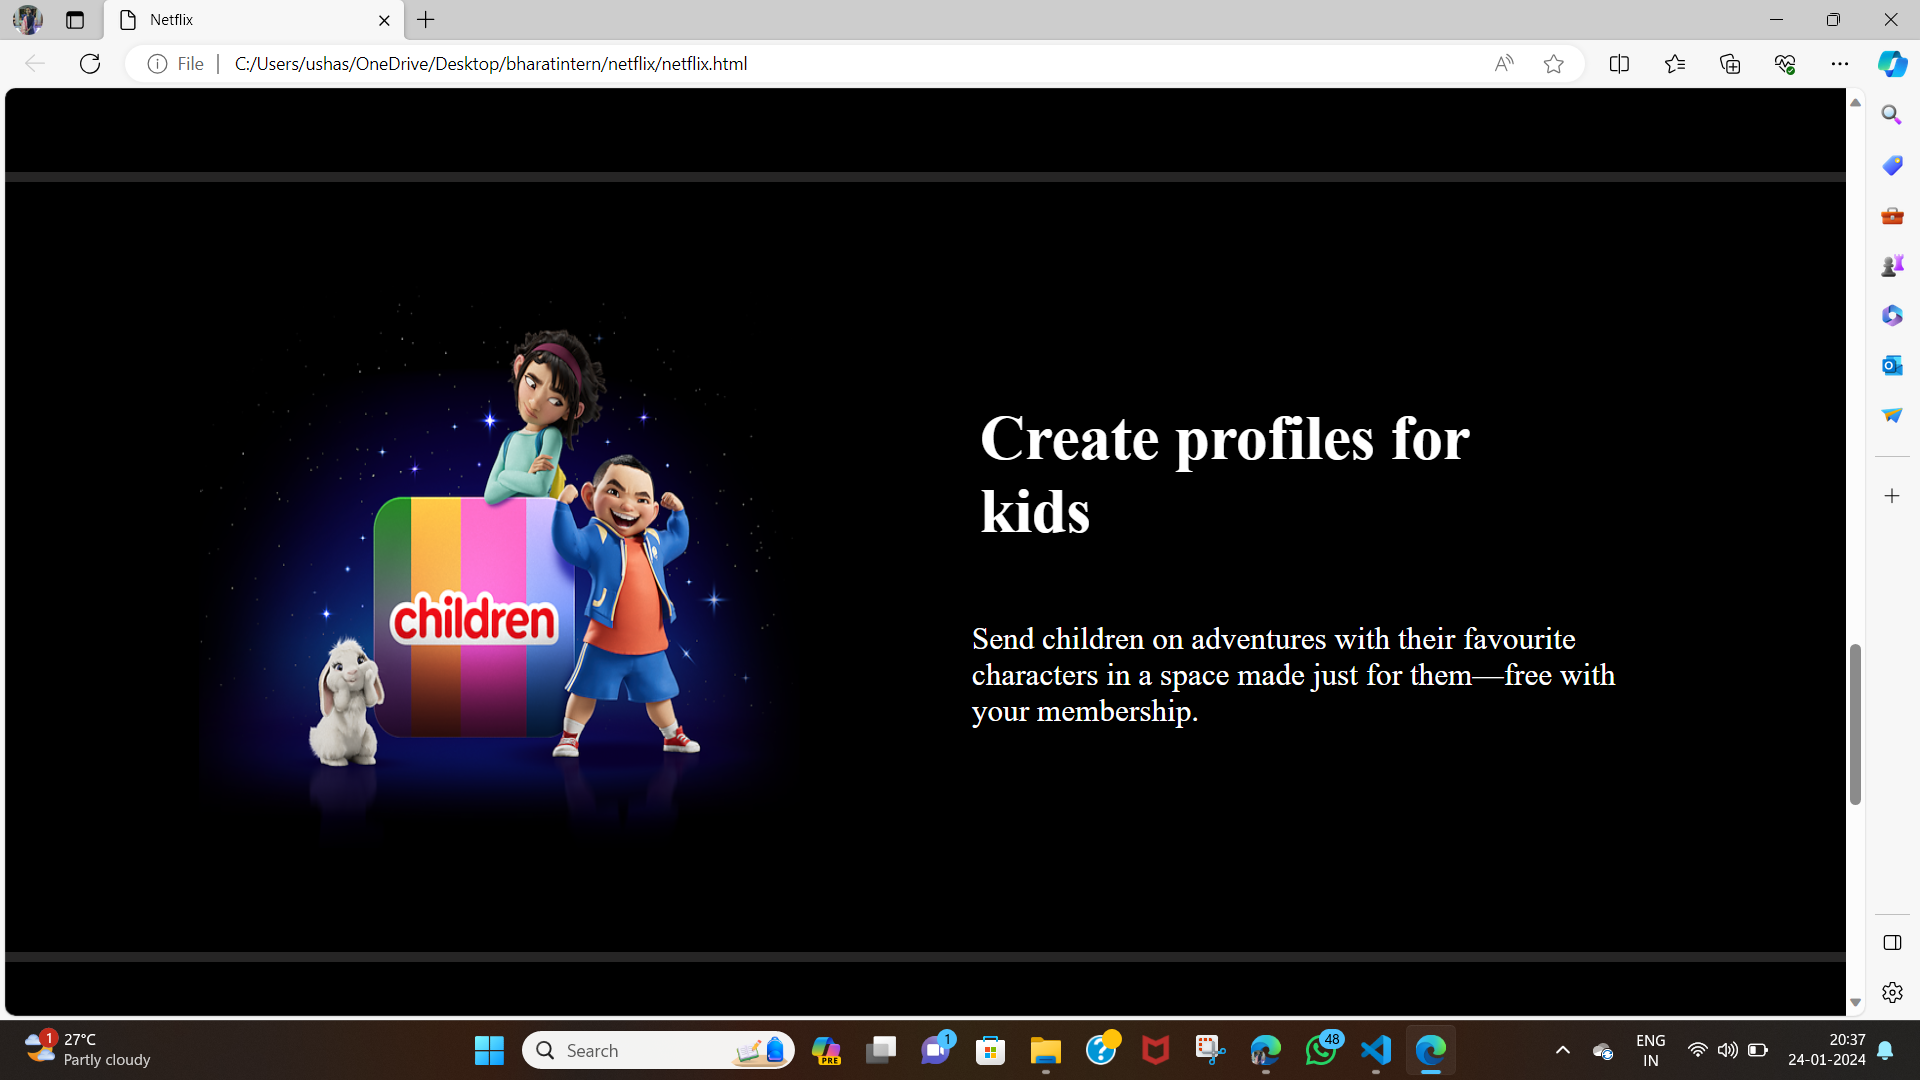 Netflix
File
C:/Users/ushas/OneDrive/Desktop/bharatintern/netflix/netflix.html
Create profiles for
kids
children
Send children on adventures with their favourite
characters in a space made just for them—free with
your membership.
1
27°C
Partly cloudy
Search
PRE
1
48
ENG
IN
20:37
24-01-2024